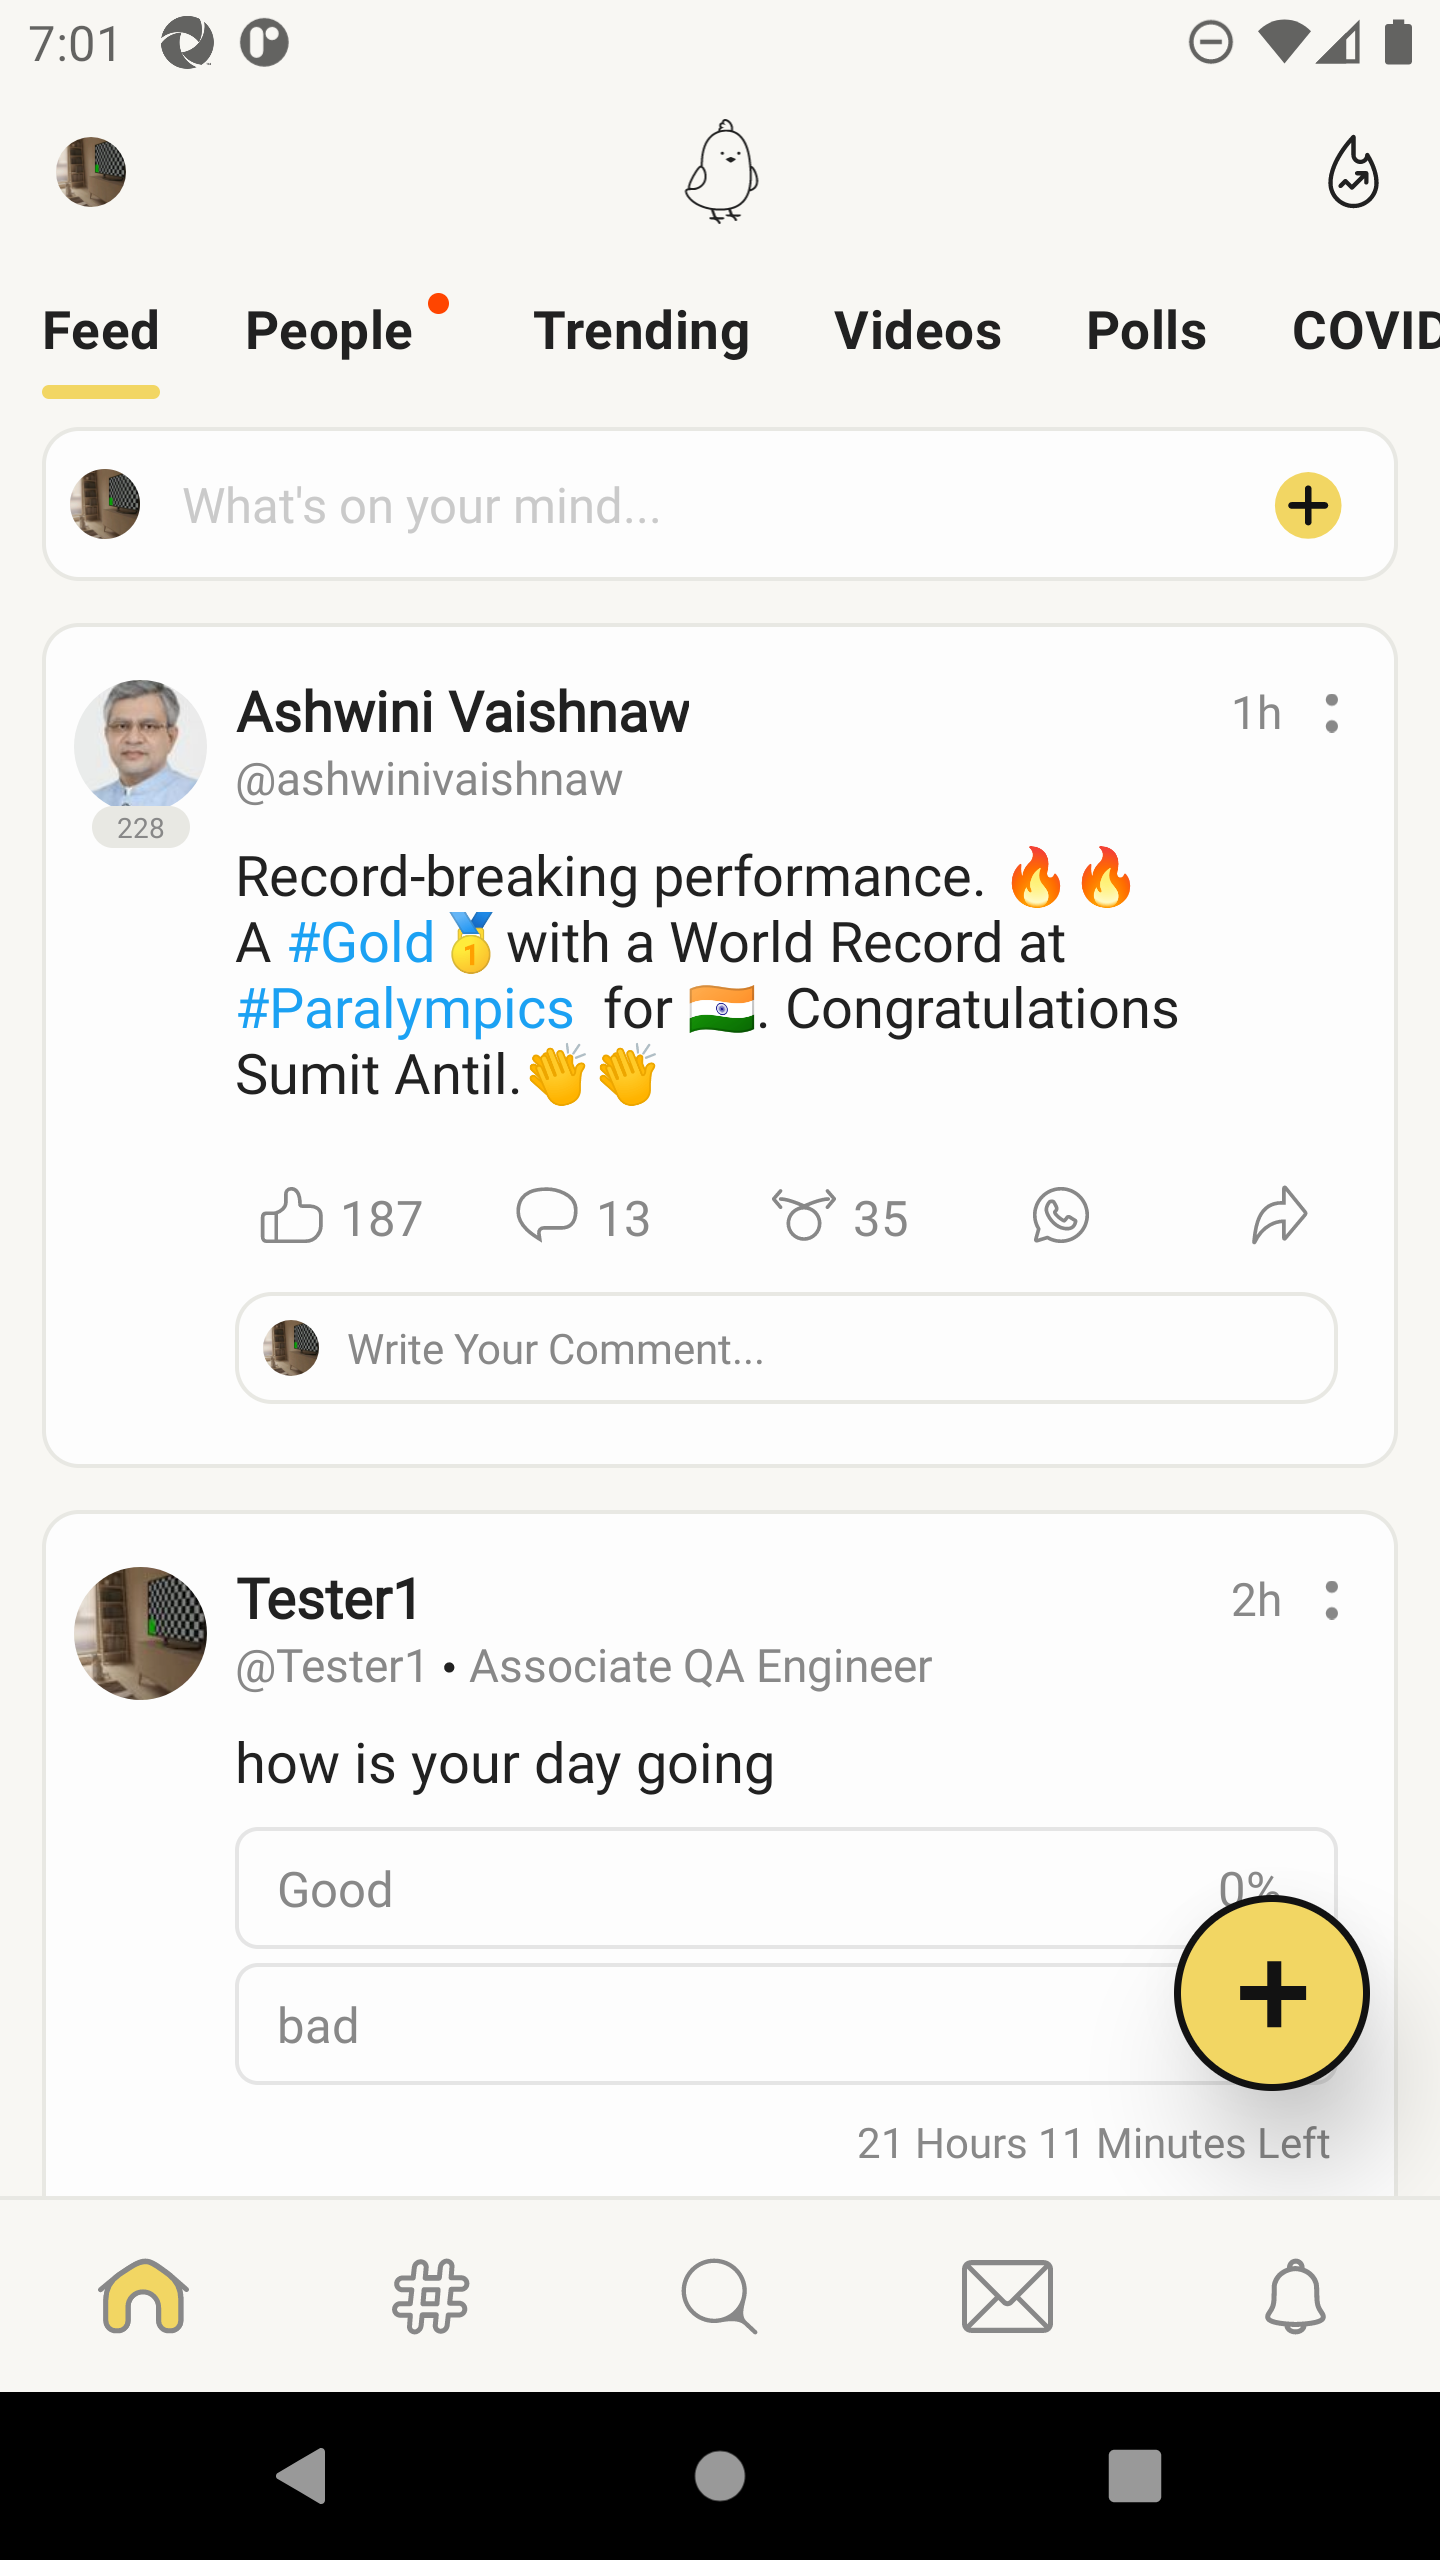 7:01
Feed People Trending Videos Polls COVID
What's on your mind...
Ashwini Vaishnaw 1h
@ashwinivaishnaw
228
Record-breaking performance. 🔥🔥
A #Gold🥇with a World Record at
#Paralympics for 🇮🇳. Congratulations
Sumit Antil.👏👏
187 13 35
Write Your Comment...
Tester1 2h
@Tester1 • Associate QA Engineer
how is your day going
Good 0%
bad
21 Hours 11 Minutes Left